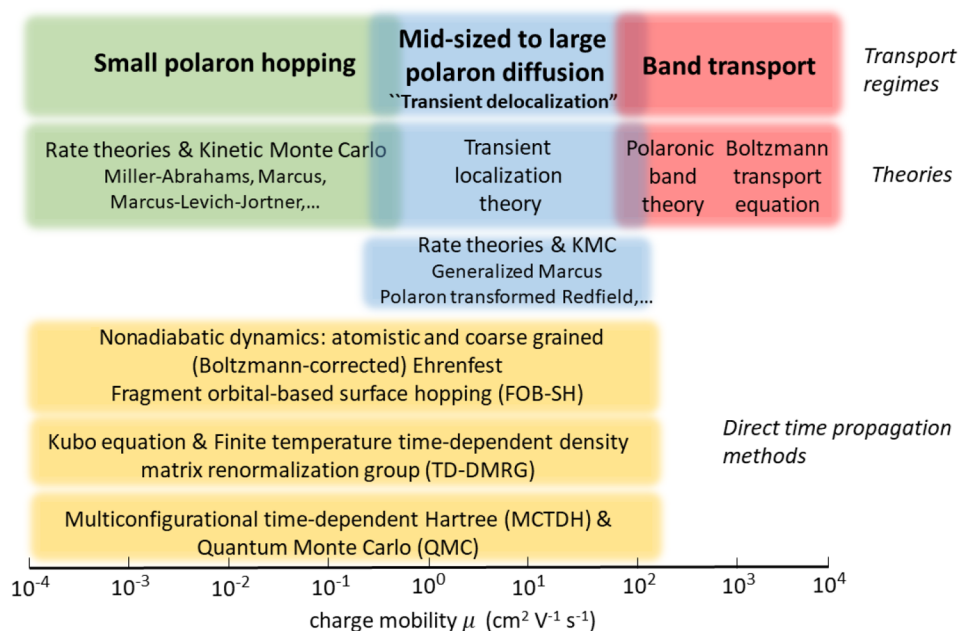 Small polaron hopping
Mid-sized to large
polaron diffusion
``Transient delocalization”
Band transport
Transport
regimes
Rate theories & Kinetic Monte Carlo
Miller-Abrahams, Marcus,
Marcus-Levich-Jortner,...
Transient
localization
theory
Polaronic
band
theory
Boltzmann
transport
equation
Theories
Rate theories & KMC
Generalized Marcus
Polaron transformed Redfield,...
Nonadiabatic dynamics: atomistic and coarse grained
(Boltzmann-corrected) Ehrenfest
Fragment orbital-based surface hopping (FOB-SH)
Kubo equation & Finite temperature time-dependent density
matrix renormalization group (TD-DMRG)
Direct time propagation
methods
Multiconfigurational time-dependent Hartree (MCTDH) &
Quantum Monte Carlo (QMC)
10⁻⁴ 10⁻³ 10⁻² 10⁻¹ 10⁰ 10¹ 10² 10³ 10⁴
charge mobility μ (cm² V⁻¹ s⁻¹)